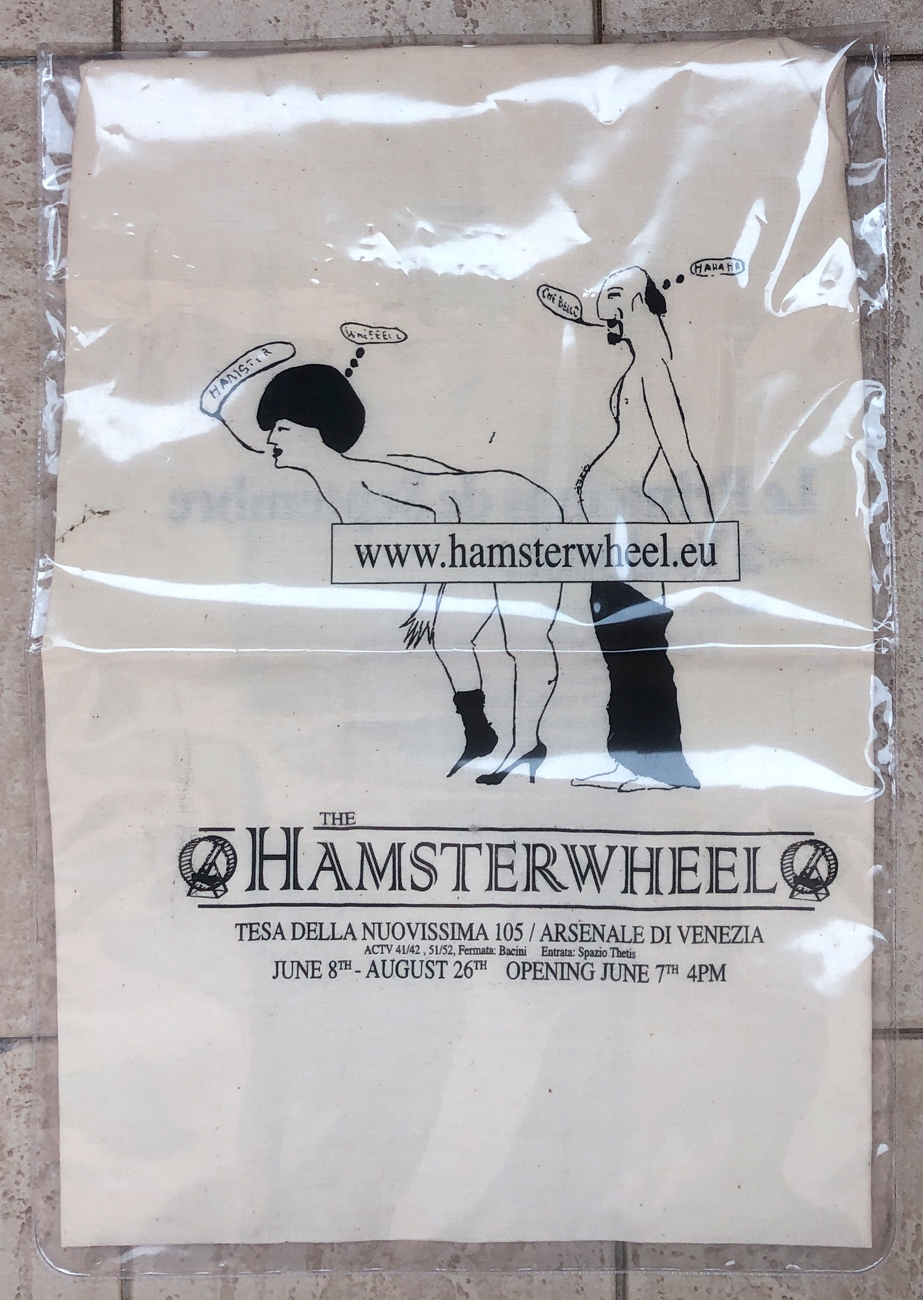 HAHAHA
CHE BELLO
HAMSTER
www.hamsterwheel.eu
THE
HAMSTERWHEEL
TESA DELLA NUOVISSIMA 105 / ARSENALE DI VENEZIA
ACTV 41/42 , 51/52, Fermata: Bacini Entrata: Spazio Thetis
JUNE 8TH - AUGUST 26TH OPENING JUNE 7TH 4PM